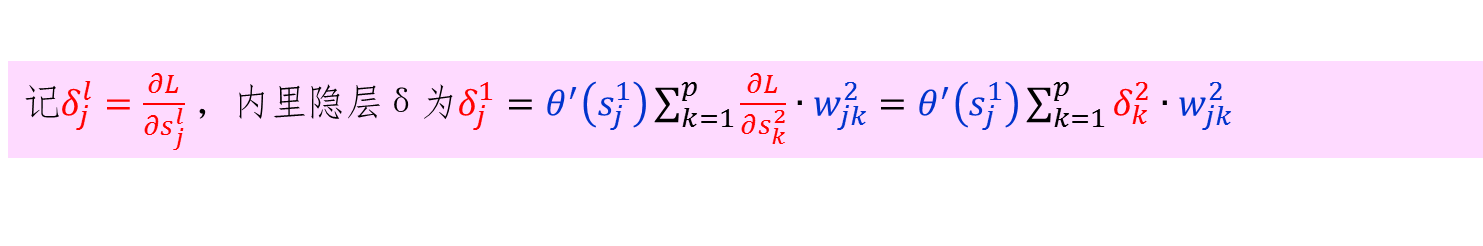 记δ_j^l = ∂L/∂s_j^l ，内里隐层 δ 为δ_j^1 = θ′(s_j^1) ∑_{k=1}^p ∂L/∂s_k^2 · w_{jk}^2 = θ′(s_j^1) ∑_{k=1}^p δ_k^2 · w_{jk}^2